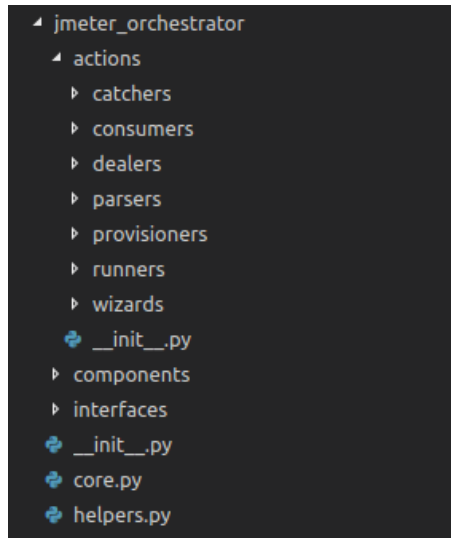 jmeter_orchestrator
actions
catchers
consumers
dealers
parsers
provisioners
runners
wizards
__init__.py
components
interfaces
__init__.py
core.py
helpers.py